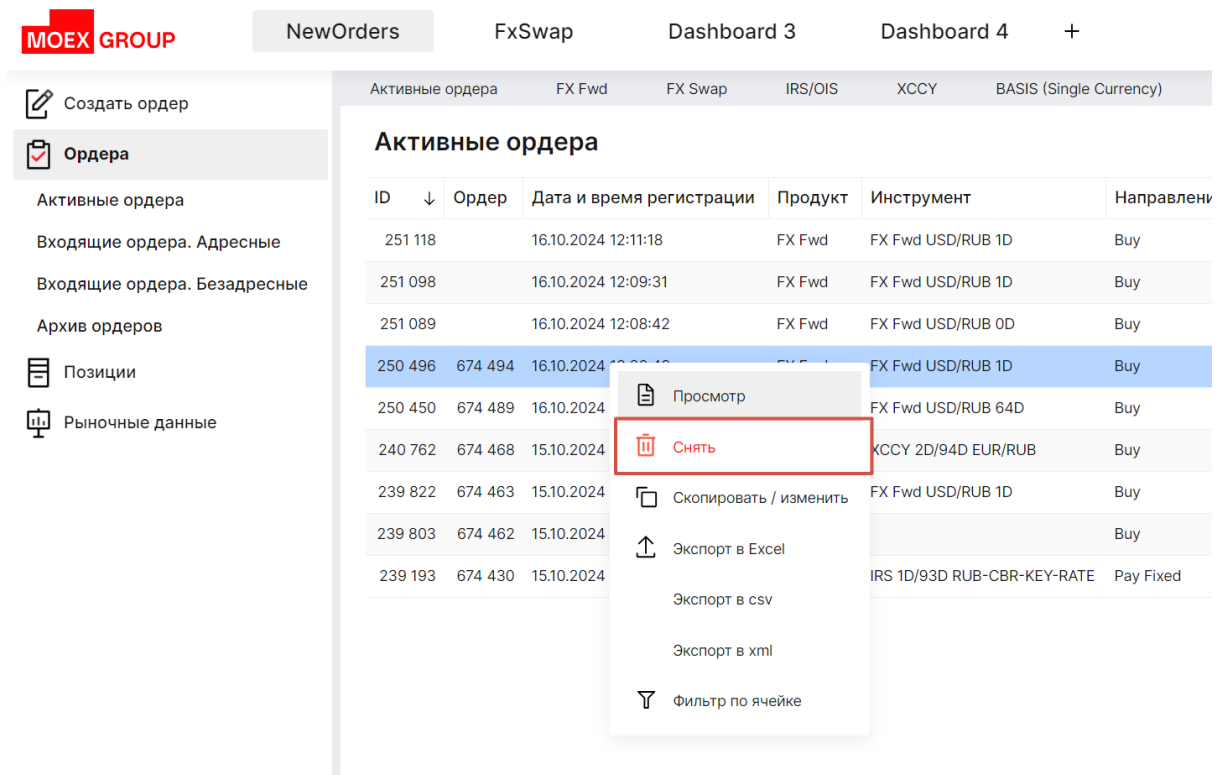 MOEX GROUP
NewOrders FxSwap Dashboard 3 Dashboard 4 +
Создать ордер
Ордера
Активные ордера
Входящие ордера. Адресные
Входящие ордера. Безадресные
Архив ордеров
Позиции
Рыночные данные
Активные ордера FX Fwd FX Swap IRS/OIS XCCY BASIS (Single Currency)
Активные ордера
ID ↓ Ордер Дата и время регистрации Продукт Инструмент Направлени
251 118 16.10.2024 12:11:18 FX Fwd FX Fwd USD/RUB 1D Buy
251 098 16.10.2024 12:09:31 FX Fwd FX Fwd USD/RUB 1D Buy
251 089 16.10.2024 12:08:42 FX Fwd FX Fwd USD/RUB 0D Buy
250 496 674 494 16.10.2024 FX Fwd USD/RUB 1D Buy
250 450 674 489 16.10.2024 FX Fwd USD/RUB 64D Buy
240 762 674 468 15.10.2024 XCCY 2D/94D EUR/RUB Buy
239 822 674 463 15.10.2024 FX Fwd USD/RUB 1D Buy
239 803 674 462 15.10.2024 Buy
239 193 674 430 15.10.2024 IRS 1D/93D RUB-CBR-KEY-RATE Pay Fixed
Просмотр
Снять
Скопировать / изменить
Экспорт в Excel
Экспорт в csv
Экспорт в xml
Фильтр по ячейке